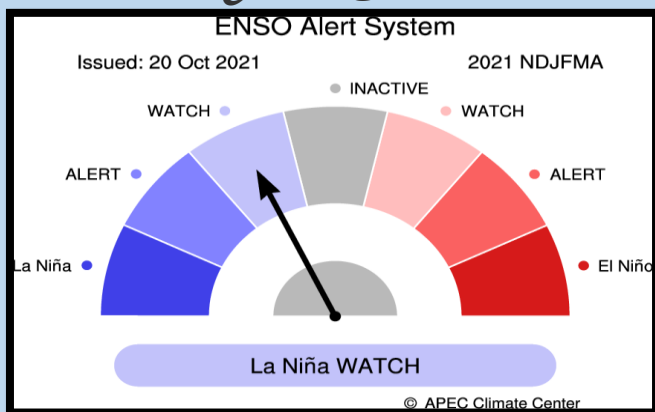 ENSO Alert System
Issued: 20 Oct 2021
2021 NDJFMA
INACTIVE
WATCH
WATCH
ALERT
ALERT
La Niña
El Niño
La Niña WATCH
© APEC Climate Center